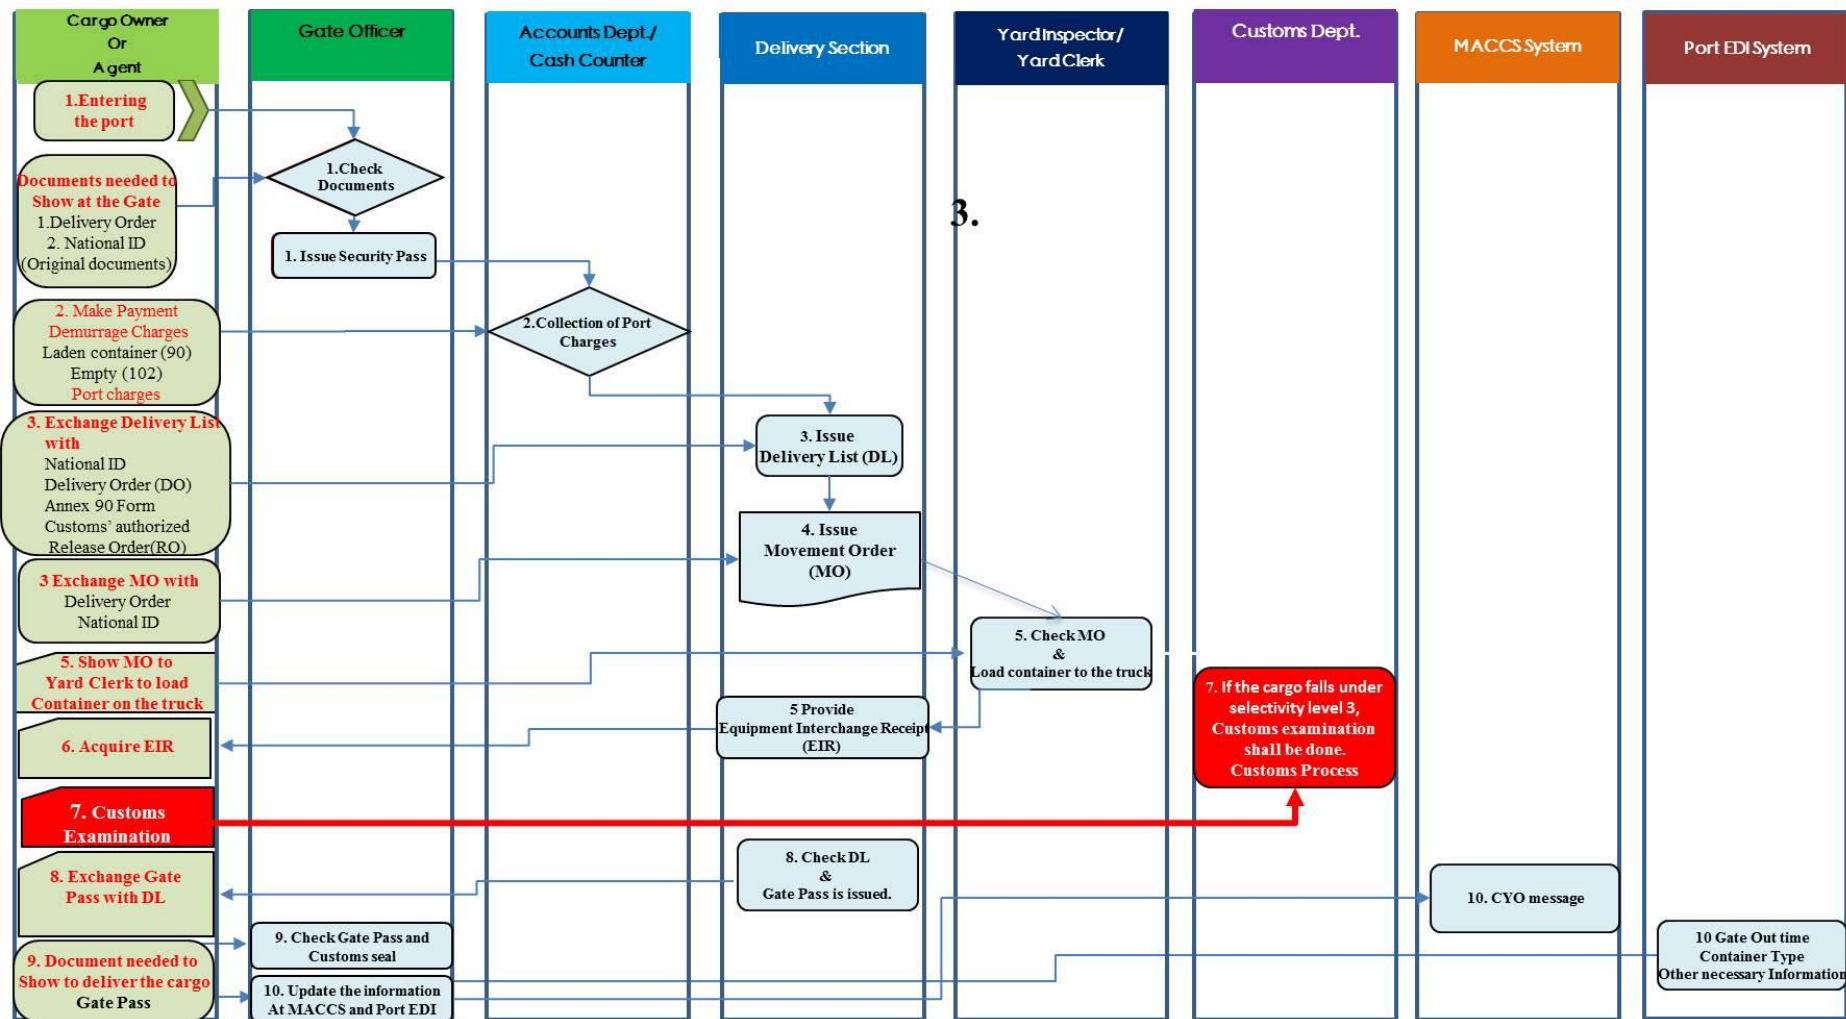 Cargo Owner
Or
Agent
Gate Officer
Accounts Dept./
Cash Counter
Delivery Section
Yard Inspector/
Yard Clerk
Customs Dept.
MACCS System
Port EDI System
1.Entering
the port
1.Check
Documents
Documents needed to
Show at the Gate
1.Delivery Order
2. National ID
(Original documents)
3.
1. Issue Security Pass
2. Make Payment
Demurrage Charges
Laden container (90)
Empty (102)
Port charges
2.Collection of Port
Charges
3. Exchange Delivery List
with
National ID
Delivery Order (DO)
Annex 90 Form
Customs’ authorized
Release Order(RO)
3. Issue
Delivery List (DL)
4. Issue
Movement Order
(MO)
3 Exchange MO with
Delivery Order
National ID
5. Check MO
&
Load container to the truck
5. Show MO to
Yard Clerk to load
Container on the truck
7. If the cargo falls under
selectivity level 3,
Customs examination
shall be done.
Customs Process
5 Provide
Equipment Interchange Receipt
(EIR)
6. Acquire EIR
7. Customs
Examination
8. Check DL
&
Gate Pass is issued.
8. Exchange Gate
Pass with DL
10. CYO message
9. Check Gate Pass and
Customs seal
10 Gate Out time
Container Type
Other necessary Information
9. Document needed to
Show to deliver the cargo
Gate Pass
10. Update the information
At MACCS and Port EDI